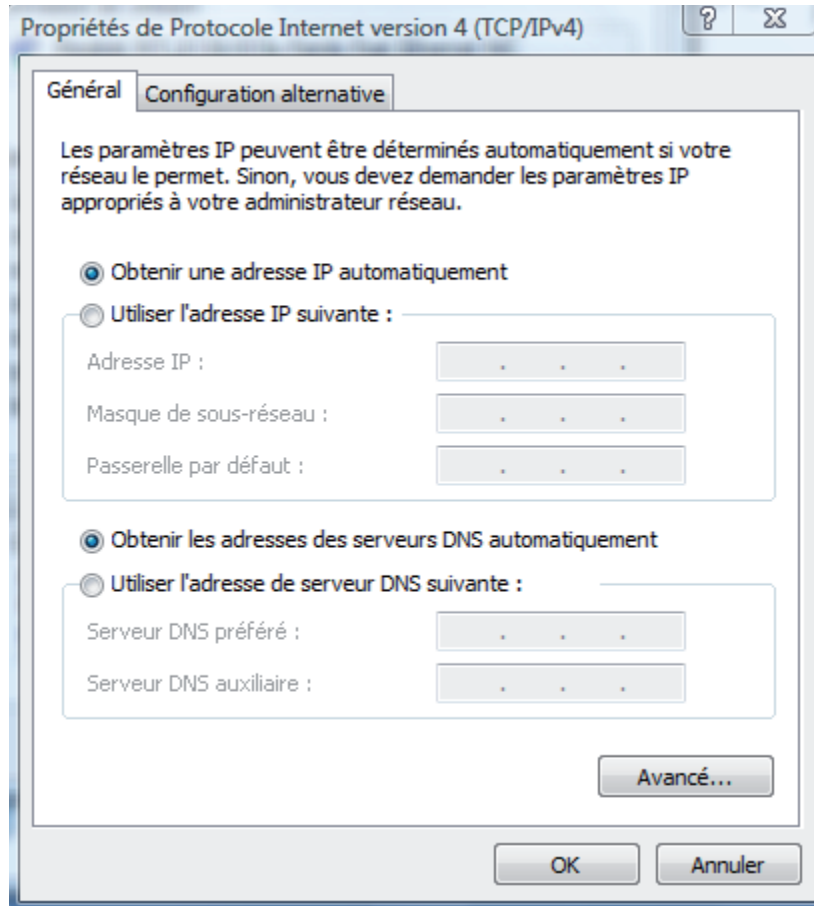 Propriétés de Protocole Internet version 4 (TCP/IPv4)
Général
Configuration alternative
Les paramètres IP peuvent être déterminés automatiquement si votre
réseau le permet. Sinon, vous devez demander les paramètres IP
appropriés à votre administrateur réseau.
Obtenir une adresse IP automatiquement
Utiliser l'adresse IP suivante :
Adresse IP :
Masque de sous-réseau :
Passerelle par défaut :
Obtenir les adresses des serveurs DNS automatiquement
Utiliser l'adresse de serveur DNS suivante :
Serveur DNS préféré :
Serveur DNS auxiliaire :
Avancé...
OK
Annuler